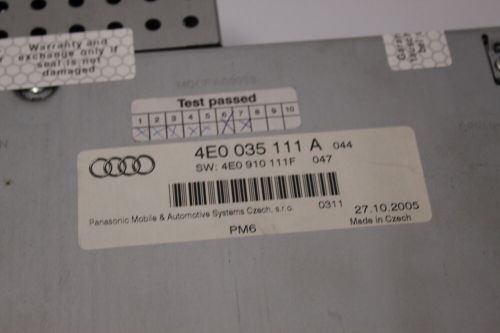 Warranty and
exchange only if
seal is not
damaged
Test passed
1 2 3 4 5 6 7 8 9 10
4E0 035 111 A 044
SW: 4E0 910 111F 047
0311
27.10.2005
Panasonic Mobile & Automotive Systems Czech, s.r.o.
Made in Czech
PM6